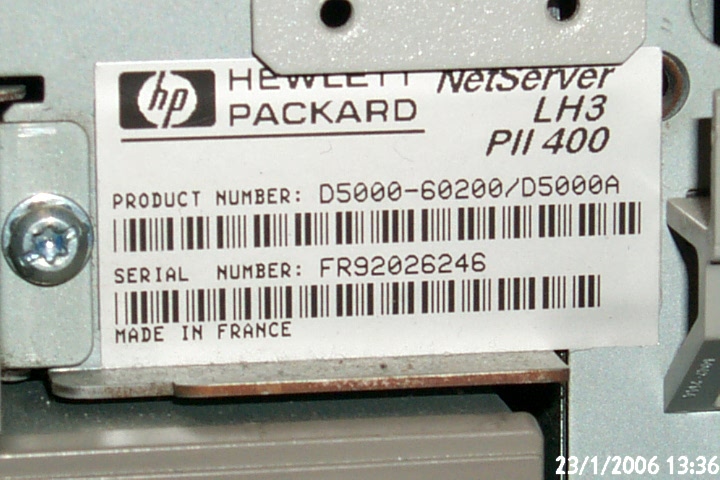 hp HEWLETT PACKARD
NetServer
LH3
PII 400
PRODUCT NUMBER: D5000-60200/D5000A
SERIAL NUMBER: FR92026246
MADE IN FRANCE
23/1/2006 13:36